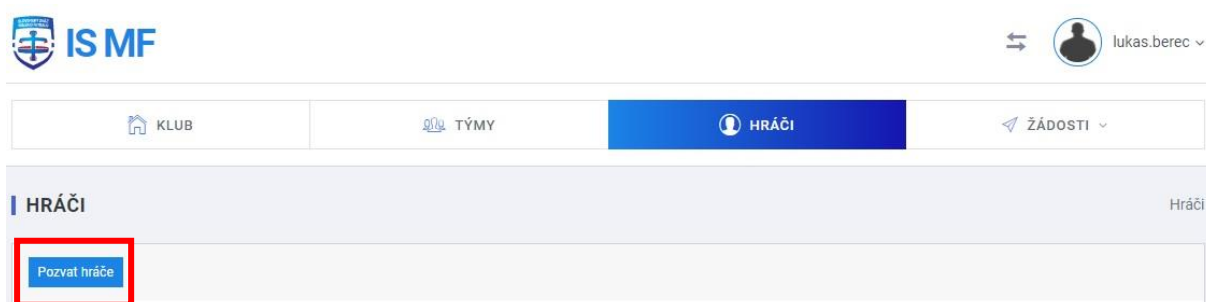 IS MF
lukas.berec
KLUB
TÝMY
HRÁČI
ŽÁDOSTI
HRÁČI
Hráči
Pozvat hráče